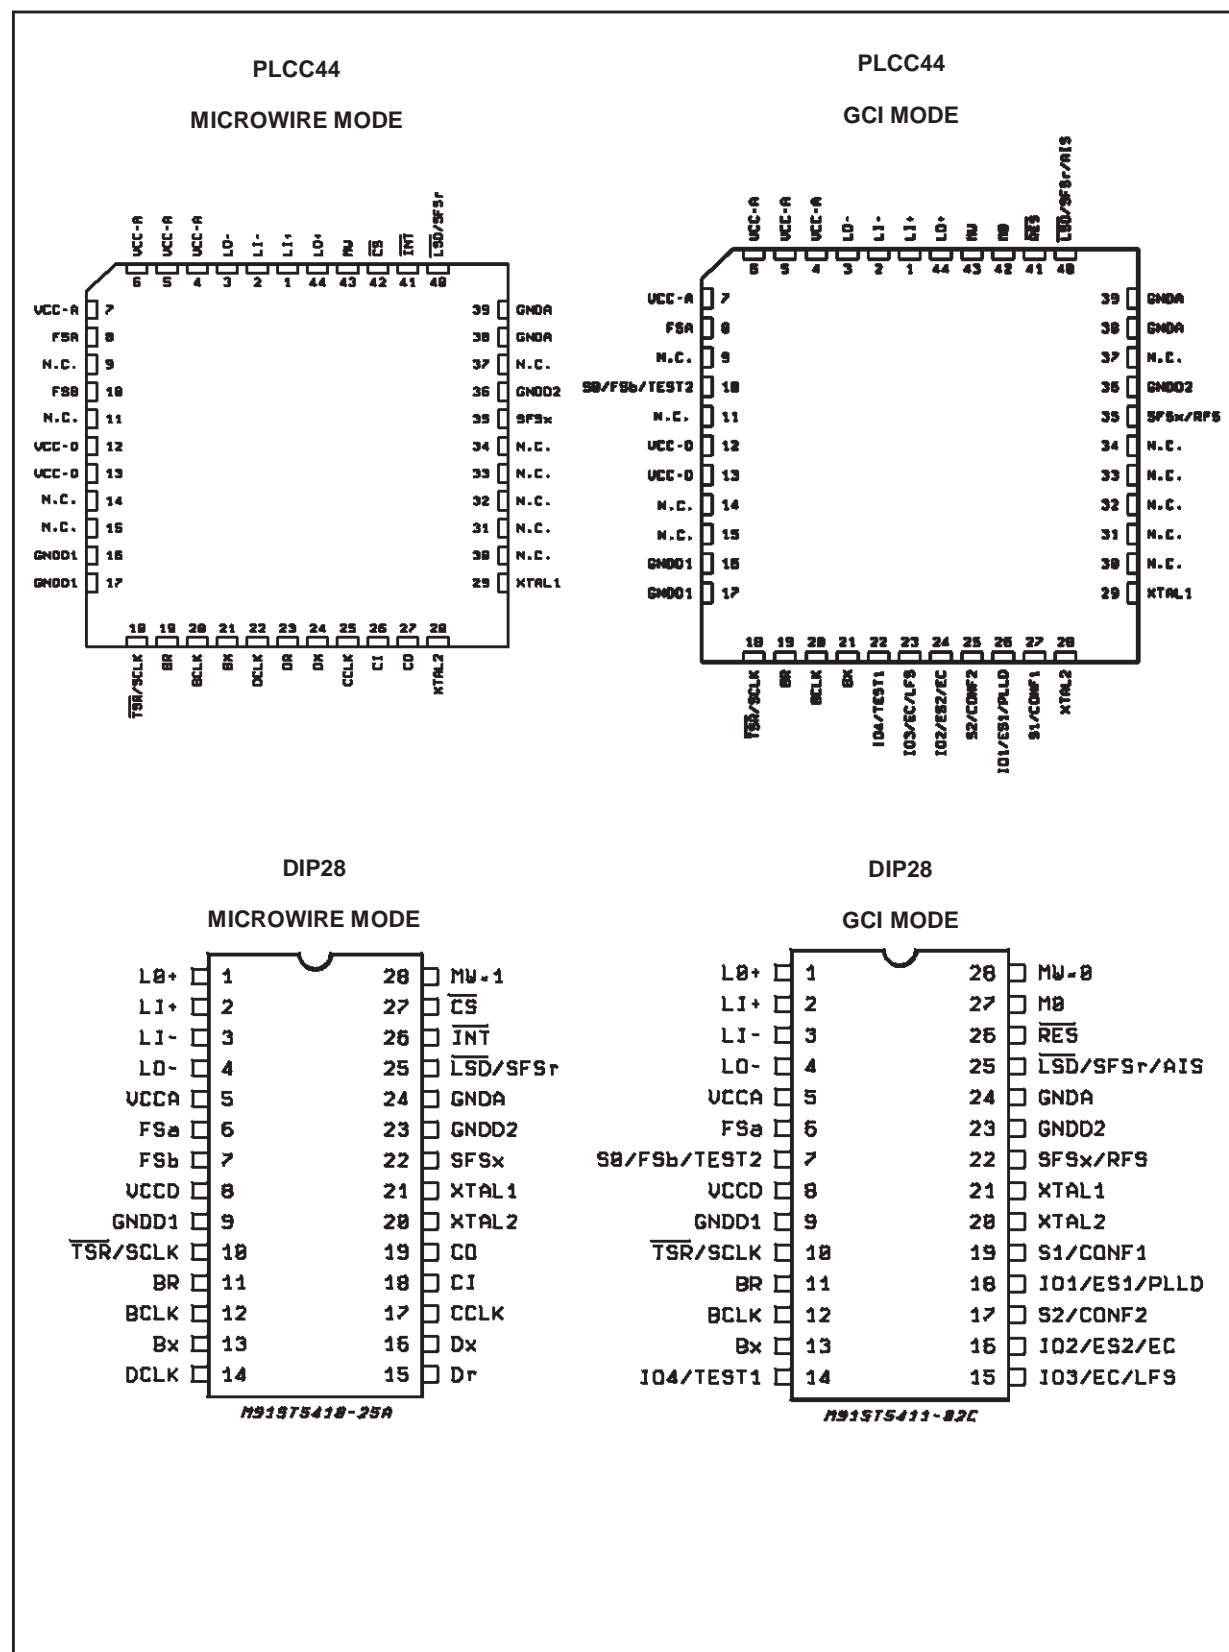 PLCC44
MICROWIRE MODE
VCC-A
VCC-A
VCC-A
LO-
LI-
LI+
LO+
MW
CS
INT
LSD/SFSr
6 5 4 3 2 1 44 43 42 41 40
VCC-A 7 39 GNDA
FSA 8 38 GNDA
N.C. 9 37 N.C.
FSB 10 36 GNDD2
N.C. 11 35 SFSx
VCC-D 12 34 N.C.
VCC-D 13 33 N.C.
N.C. 14 32 N.C.
N.C. 15 31 N.C.
GNDD1 16 30 N.C.
GNDD1 17 29 XTAL1
18 19 20 21 22 23 24 25 26 27 28
TSR/SCLK
BR
BCLK
BX
DCLK
DR
DX
CCLK
CI
CO
XTAL2
PLCC44
GCI MODE
VCC-A
VCC-A
VCC-A
LO-
LI-
LI+
LO+
MW
M0
RES
LSD/SFSr/AIS
6 5 4 3 2 1 44 43 42 41 40
VCC-A 7 39 GNDA
FSA 8 38 GNDA
N.C. 9 37 N.C.
S0/FSb/TEST2 10 36 GNDD2
N.C. 11 35 SFSx/RFS
VCC-D 12 34 N.C.
VCC-D 13 33 N.C.
N.C. 14 32 N.C.
N.C. 15 31 N.C.
GNDD1 16 30 N.C.
GNDD1 17 29 XTAL1
18 19 20 21 22 23 24 25 26 27 28
TSR/SCLK
BR
BCLK
BX
IO4/TEST1
IO3/EC/LFS
IO2/ES2/EC
S2/CONF2
IO1/ES1/PLLD
S1/CONF1
XTAL2
DIP28
MICROWIRE MODE
L0+ 1 28 MW=1
LI+ 2 27 CS
LI- 3 26 INT
LO- 4 25 LSD/SFSr
VCCA 5 24 GNDA
FSa 6 23 GNDD2
FSb 7 22 SFSx
VCCD 8 21 XTAL1
GNDD1 9 20 XTAL2
TSR/SCLK 10 19 CO
BR 11 18 CI
BCLK 12 17 CCLK
Bx 13 16 Dx
DCLK 14 15 Dr
M91ST5410-25A
DIP28
GCI MODE
L0+ 1 28 MW=0
LI+ 2 27 M0
LI- 3 26 RES
LO- 4 25 LSD/SFSr/AIS
VCCA 5 24 GNDA
FSa 6 23 GNDD2
S0/FSb/TEST2 7 22 SFSx/RFS
VCCD 8 21 XTAL1
GNDD1 9 20 XTAL2
TSR/SCLK 10 19 S1/CONF1
BR 11 18 IO1/ES1/PLLD
BCLK 12 17 S2/CONF2
Bx 13 16 IO2/ES2/EC
IO4/TEST1 14 15 IO3/EC/LFS
M91ST5411-02C